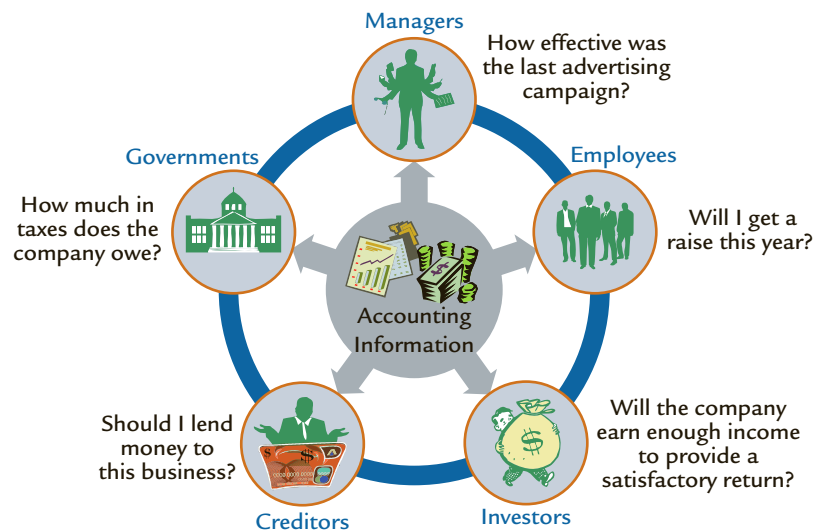 Managers
How effective was
the last advertising
campaign?
Governments
How much in
taxes does the
company owe?
Employees
Will I get a
raise this year?
$
Accounting
Information
Should I lend
money to
this business?
$
$
Creditors
$
Investors
Will the company
earn enough income
to provide a
satisfactory return?